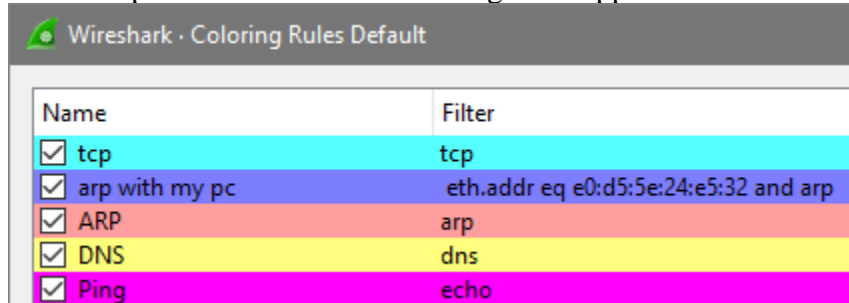 Wireshark · Coloring Rules Default
Name Filter
tcp tcp
arp with my pc eth.addr eq e0:d5:5e:24:e5:32 and arp
ARP arp
DNS dns
Ping echo